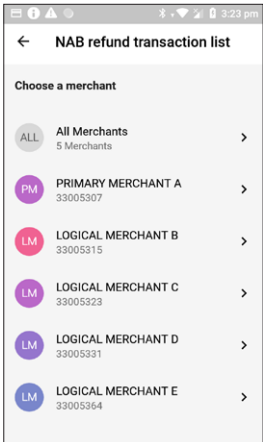 3:23 pm
NAB refund transaction list
Choose a merchant
ALL
All Merchants
5 Merchants
PM
PRIMARY MERCHANT A
33005307
LM
LOGICAL MERCHANT B
33005315
LM
LOGICAL MERCHANT C
33005323
LM
LOGICAL MERCHANT D
33005331
LM
LOGICAL MERCHANT E
33005364